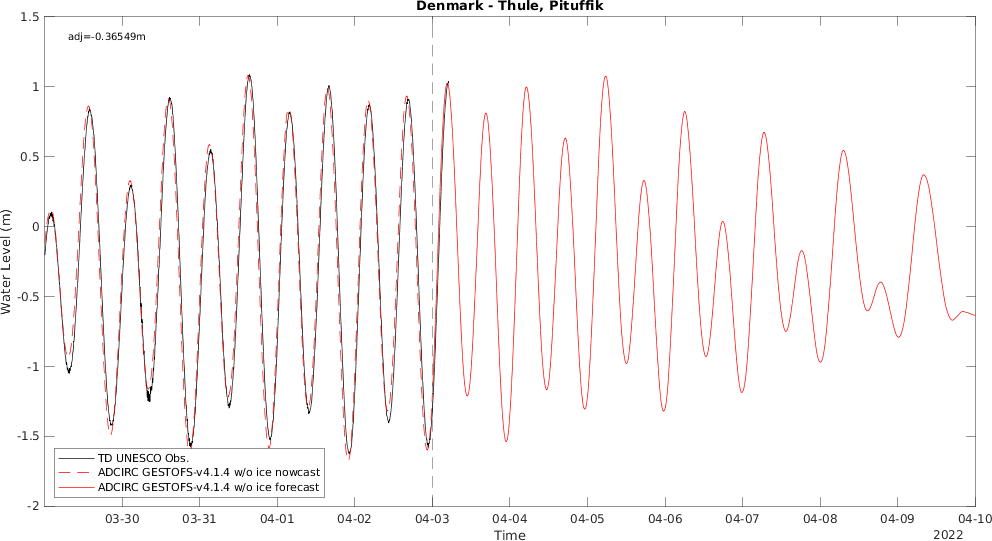 Denmark - Thule, Pituffik
adj=-0.36549m
1.5
1
0.5
0
-0.5
-1
-1.5
-2
Water Level (m)
TD UNESCO Obs.
ADCIRC GESTOFS-v4.1.4 w/o ice nowcast
ADCIRC GESTOFS-v4.1.4 w/o ice forecast
03-30 03-31 04-01 04-02 04-03 04-04 04-05 04-06 04-07 04-08 04-09 04-10
Time
2022